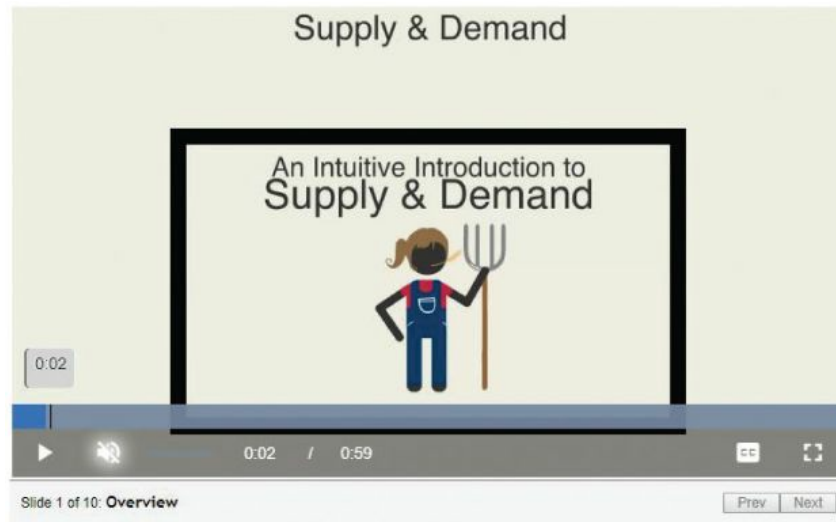 Supply & Demand
An Intuitive Introduction to
Supply & Demand
0:02
0:02 / 0:59
CC
Slide 1 of 10: Overview
Prev Next